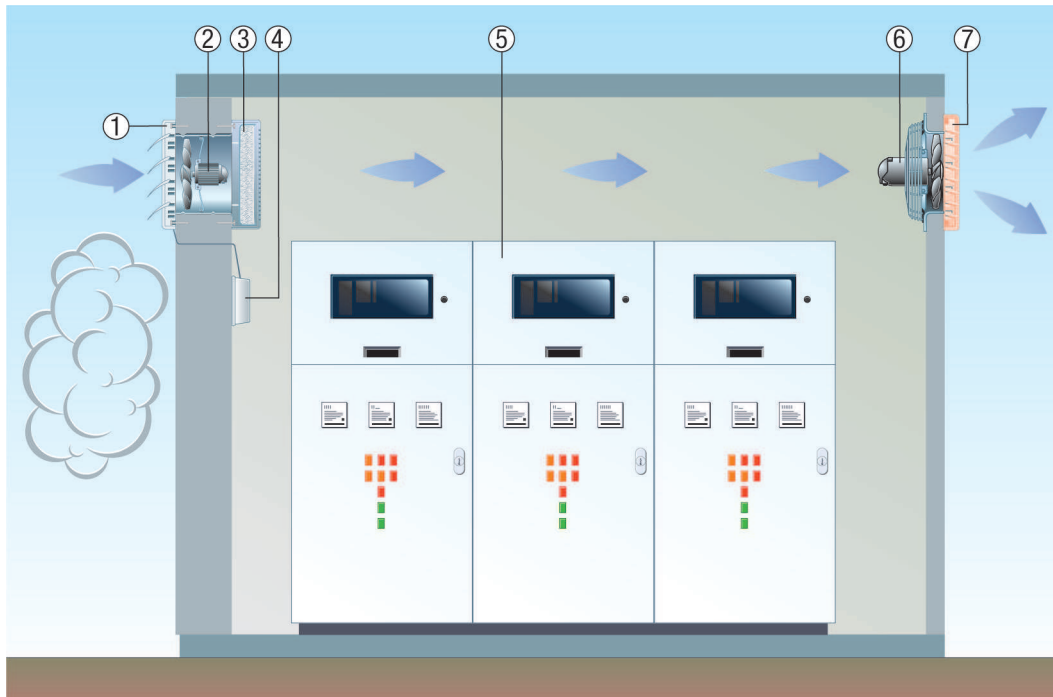 ② ③ ④ ⑤ ⑥ ⑦
①